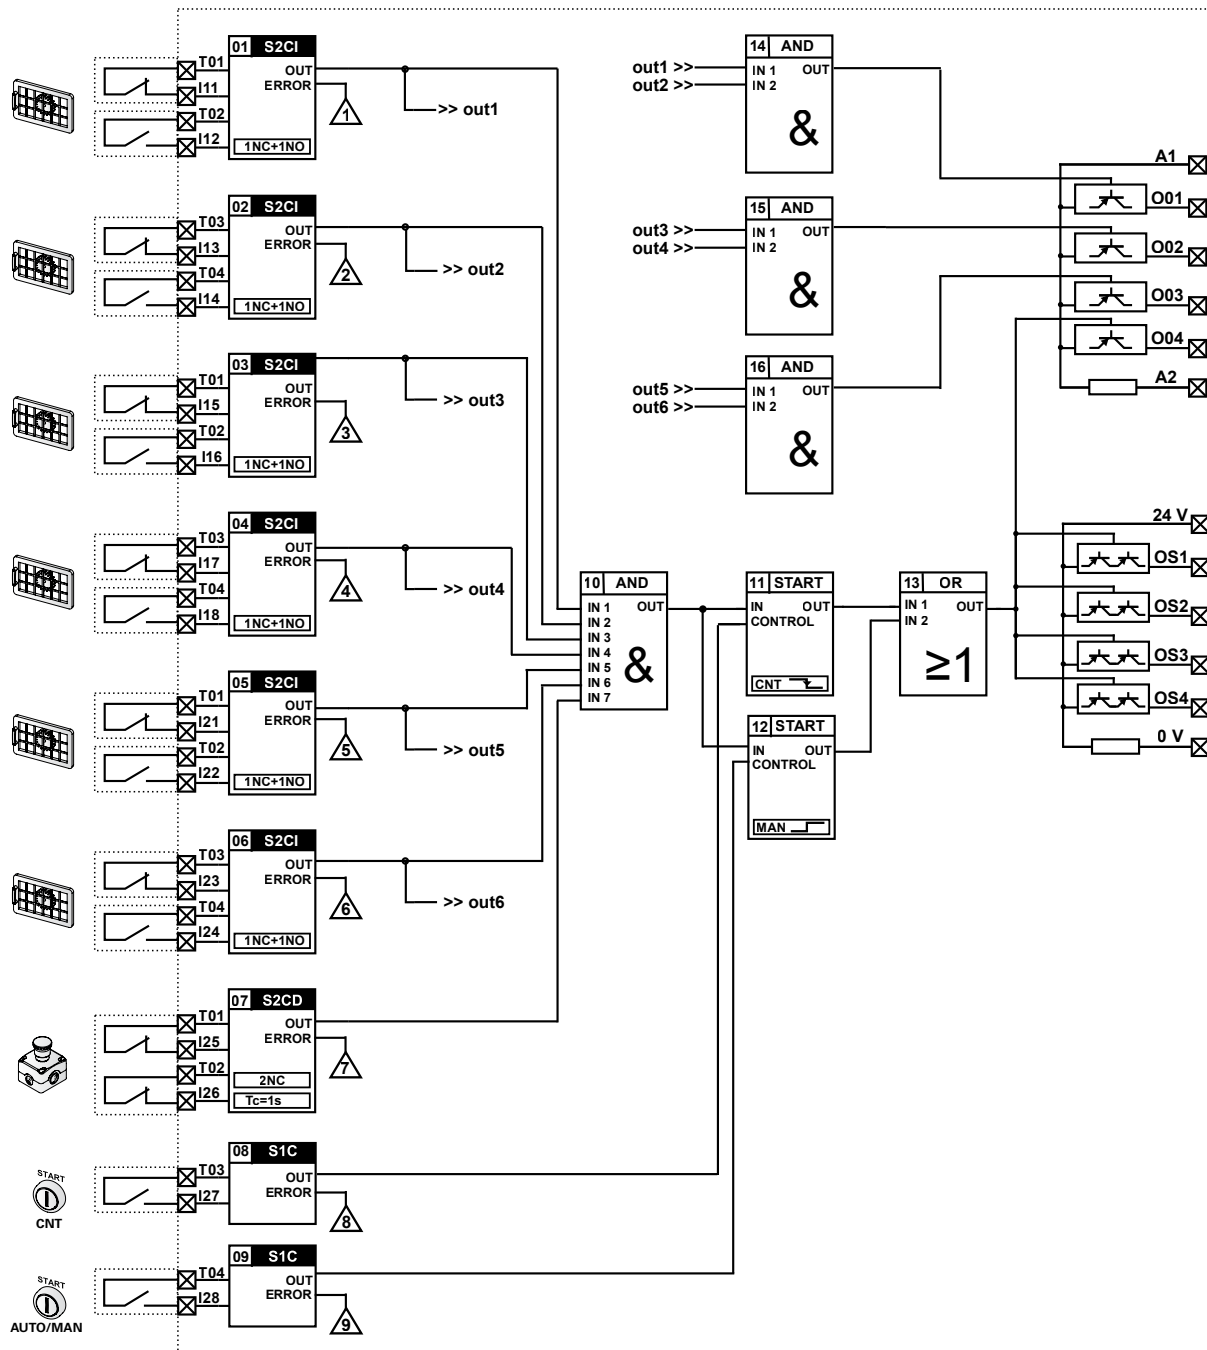 01 S2CI
T01
OUT
I11
ERROR
1
>> out1
T02
I12
1NC+1NO
02 S2CI
T03
OUT
I13
ERROR
2
>> out2
T04
I14
1NC+1NO
03 S2CI
T01
OUT
I15
ERROR
3
>> out3
T02
I16
1NC+1NO
04 S2CI
T03
OUT
I17
ERROR
4
>> out4
T04
I18
1NC+1NO
05 S2CI
T01
OUT
I21
ERROR
5
>> out5
T02
I22
1NC+1NO
06 S2CI
T03
OUT
I23
ERROR
6
>> out6
T04
I24
1NC+1NO
07 S2CD
T01
OUT
I25
ERROR
7
T02
2NC
I26
Tc=1s
START
CNT
08 S1C
T03
OUT
I27
ERROR
8
START
AUTO/MAN
09 S1C
T04
OUT
I28
ERROR
9
10 AND
IN 1 OUT
IN 2
IN 3
IN 4
IN 5
IN 6
IN 7
&
11 START
IN OUT
CONTROL
CNT
12 START
IN OUT
CONTROL
MAN
13 OR
IN 1 OUT
IN 2
≥1
14 AND
out1 >> IN 1 OUT
out2 >> IN 2
&
15 AND
out3 >> IN 1 OUT
out4 >> IN 2
&
16 AND
out5 >> IN 1 OUT
out6 >> IN 2
&
A1
O01
O02
O03
O04
A2
24 V
OS1
OS2
OS3
OS4
0 V